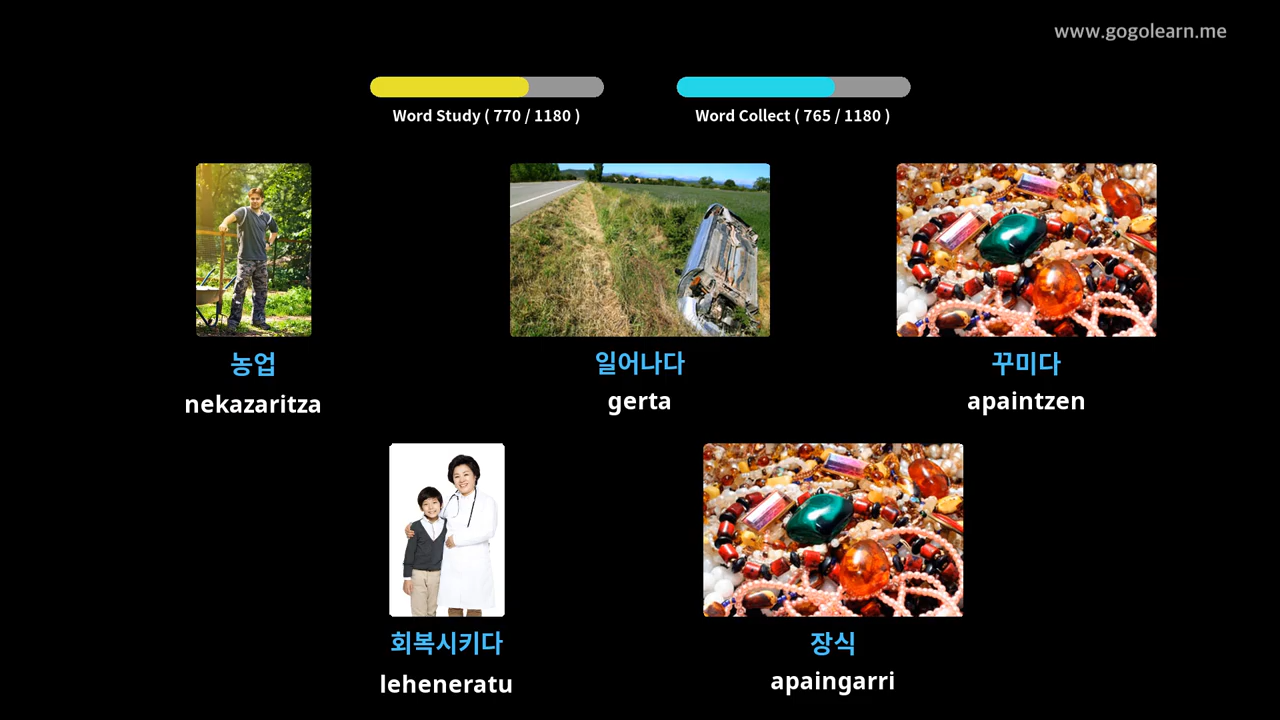 www.gogolearn.me
Word Study ( 770 / 1180 )
Word Collect ( 765 / 1180 )
농업
nekazaritza
일어나다
gerta
꾸미다
apaintzen
회복시키다
leheneratu
장식
apaingarri